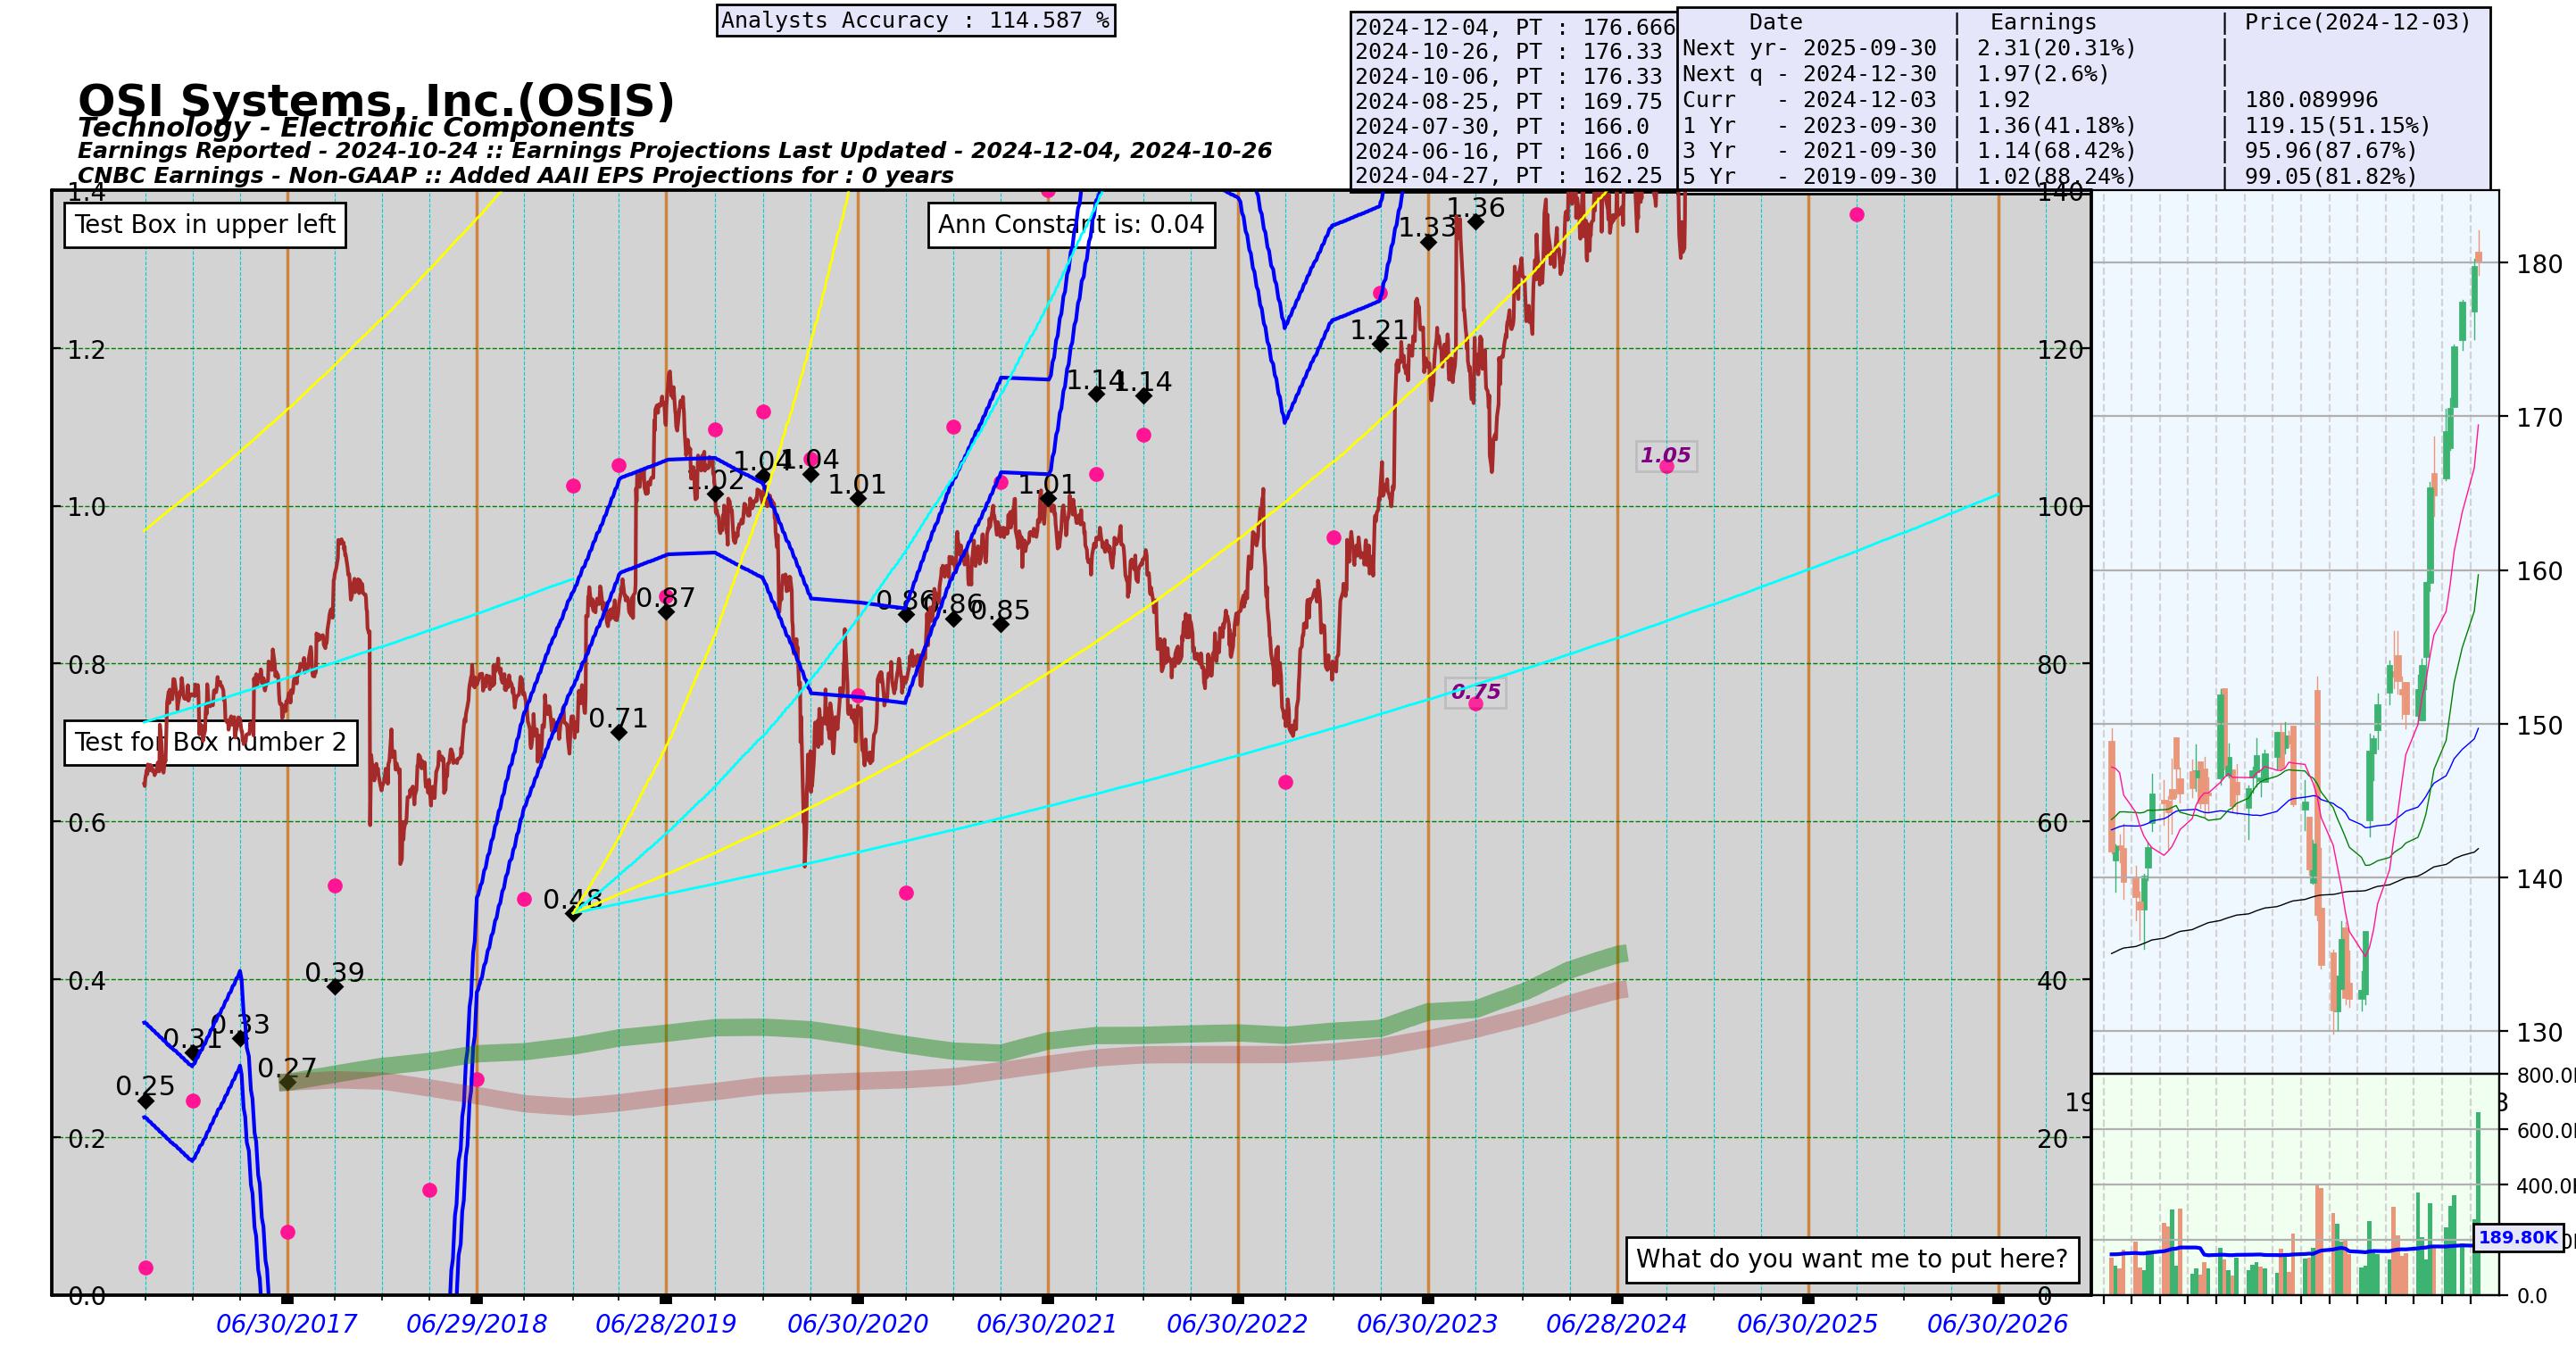 Analysts Accuracy : 114.587 %
2024-12-04, PT : 176.666
2024-10-26, PT : 176.33
2024-10-06, PT : 176.33
2024-08-25, PT : 169.75
2024-07-30, PT : 166.0
2024-06-16, PT : 166.0
2024-04-27, PT : 162.25
Date | Earnings | Price(2024-12-03)
Next yr- 2025-09-30 | 2.31(20.31%) |
Next q - 2024-12-30 | 1.97(2.6%) |
Curr - 2024-12-03 | 1.92 | 180.089996
1 Yr - 2023-09-30 | 1.36(41.18%) | 119.15(51.15%)
3 Yr - 2021-09-30 | 1.14(68.42%) | 95.96(87.67%)
5 Yr - 2019-09-30 | 1.02(88.24%) | 99.05(81.82%)
OSI Systems, Inc.(OSIS)
Technology - Electronic Components
Earnings Reported - 2024-10-24 :: Earnings Projections Last Updated - 2024-12-04, 2024-10-26
CNBC Earnings - Non-GAAP :: Added AAII EPS Projections for : 0 years
Test Box in upper left
Ann Constant is: 0.04
Test for Box number 2
What do you want me to put here?
1.4
1.2
1.0
0.8
0.6
0.4
0.2
0.0
0.25
0.31
0.33
0.27
0.39
0.48
0.71
0.87
1.02
1.04
1.04
1.01
0.86
0.86
0.85
1.01
1.14
1.14
1.21
1.33
1.36
0.75
1.05
140
120
100
80
60
40
20
0
180
170
160
150
140
130
800.0
600.0
400.0
189.80K
0.0
06/30/2017
06/29/2018
06/28/2019
06/30/2020
06/30/2021
06/30/2022
06/30/2023
06/28/2024
06/30/2025
06/30/2026